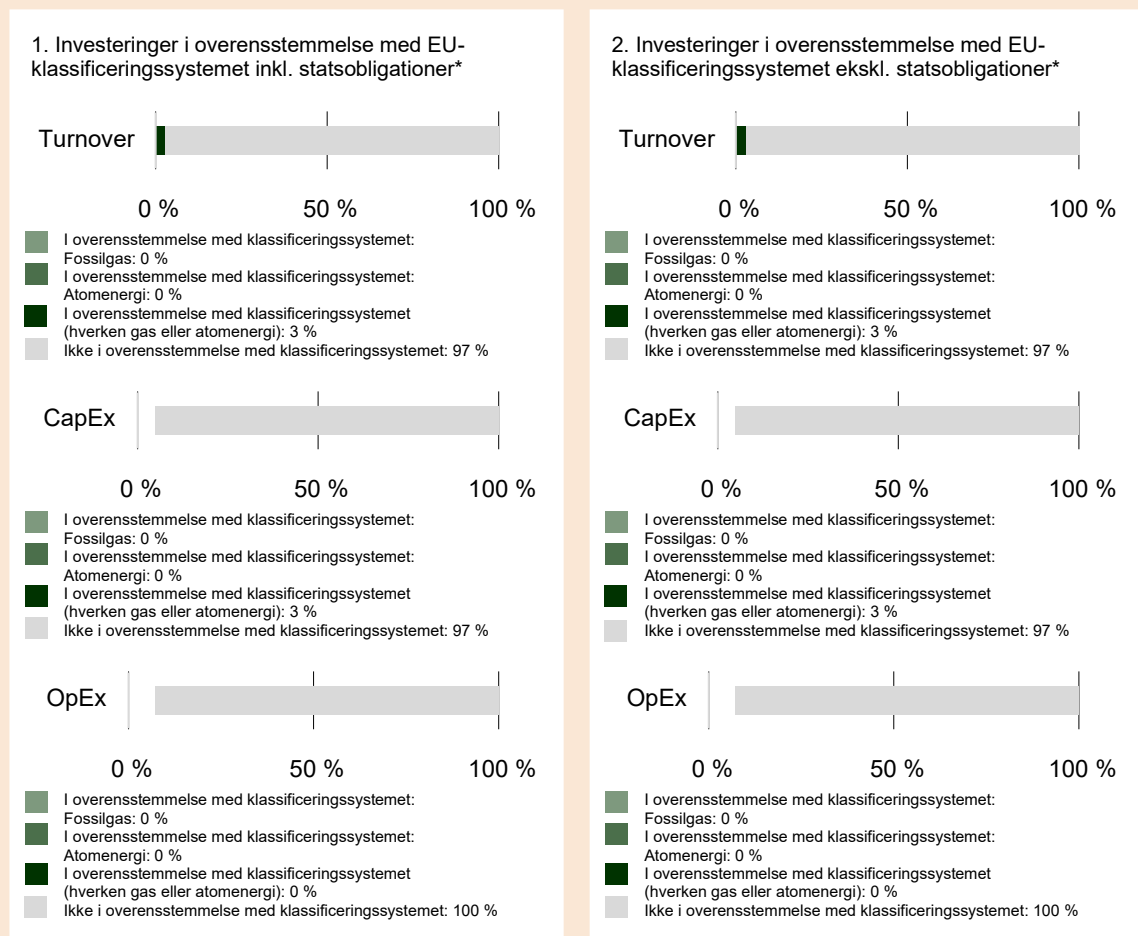 1. Investeringer i overensstemmelse med EU-
klassificeringssystemet inkl. statsobligationer*
Turnover
0 % 50 % 100 %
I overensstemmelse med klassificeringssystemet:
Fossilgas: 0 %
I overensstemmelse med klassificeringssystemet:
Atomenergi: 0 %
I overensstemmelse med klassificeringssystemet
(hverken gas eller atomenergi): 3 %
Ikke i overensstemmelse med klassificeringssystemet: 97 %
CapEx
0 % 50 % 100 %
I overensstemmelse med klassificeringssystemet:
Fossilgas: 0 %
I overensstemmelse med klassificeringssystemet:
Atomenergi: 0 %
I overensstemmelse med klassificeringssystemet
(hverken gas eller atomenergi): 3 %
Ikke i overensstemmelse med klassificeringssystemet: 97 %
OpEx
0 % 50 % 100 %
I overensstemmelse med klassificeringssystemet:
Fossilgas: 0 %
I overensstemmelse med klassificeringssystemet:
Atomenergi: 0 %
I overensstemmelse med klassificeringssystemet
(hverken gas eller atomenergi): 0 %
Ikke i overensstemmelse med klassificeringssystemet: 100 %
2. Investeringer i overensstemmelse med EU-
klassificeringssystemet ekskl. statsobligationer*
Turnover
0 % 50 % 100 %
I overensstemmelse med klassificeringssystemet:
Fossilgas: 0 %
I overensstemmelse med klassificeringssystemet:
Atomenergi: 0 %
I overensstemmelse med klassificeringssystemet
(hverken gas eller atomenergi): 3 %
Ikke i overensstemmelse med klassificeringssystemet: 97 %
CapEx
0 % 50 % 100 %
I overensstemmelse med klassificeringssystemet:
Fossilgas: 0 %
I overensstemmelse med klassificeringssystemet:
Atomenergi: 0 %
I overensstemmelse med klassificeringssystemet
(hverken gas eller atomenergi): 3 %
Ikke i overensstemmelse med klassificeringssystemet: 97 %
OpEx
0 % 50 % 100 %
I overensstemmelse med klassificeringssystemet:
Fossilgas: 0 %
I overensstemmelse med klassificeringssystemet:
Atomenergi: 0 %
I overensstemmelse med klassificeringssystemet
(hverken gas eller atomenergi): 0 %
Ikke i overensstemmelse med klassificeringssystemet: 100 %